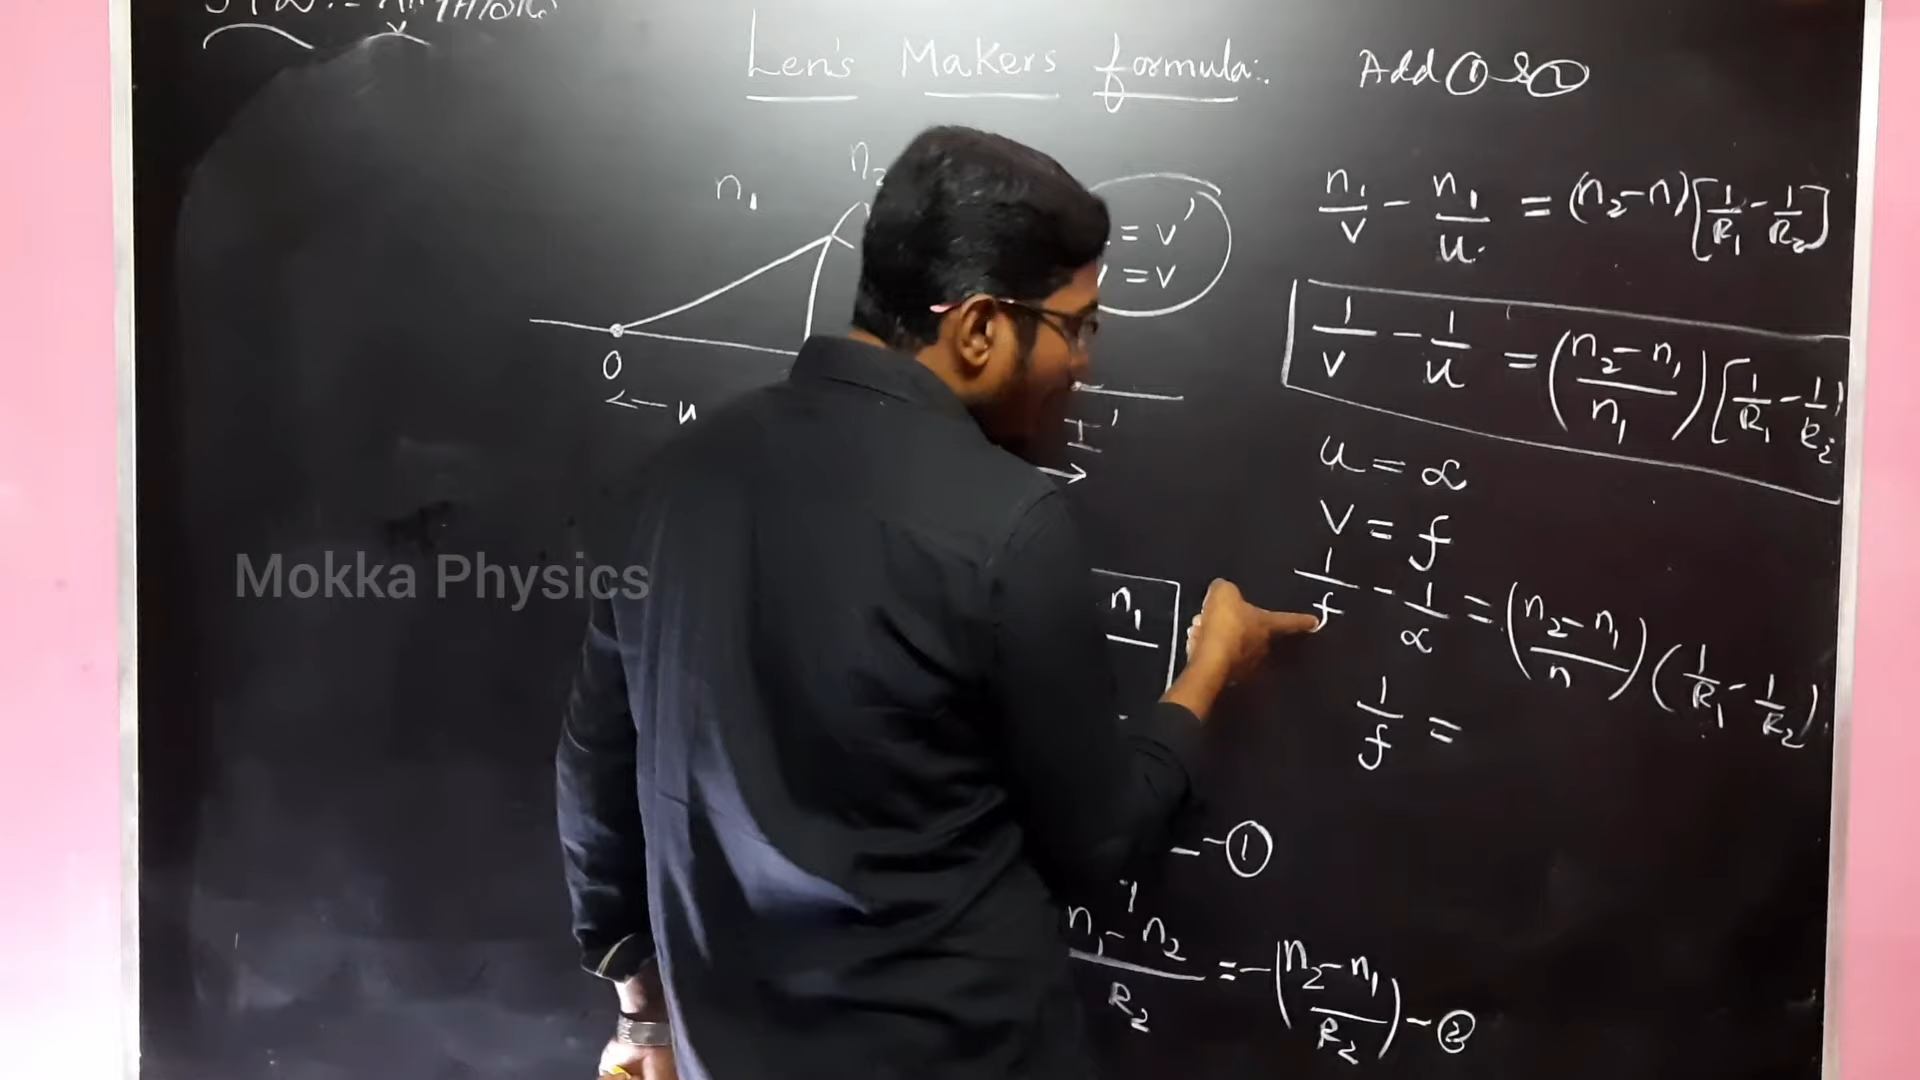 Len's Makers formula:.
Add ① & ②
n₁
n₂
= v'
= v
O
← u
I'
n₁/v - n₁/u = (n₂-n)[1/R₁ - 1/R₂]
1/v - 1/u = (n₂-n₁/n₁)[1/R₁ - 1/R₂
u = ∝
v = f
1/f - 1/∝ = (n₂-n₁/n)(1/R₁ - 1/R₂).
1/f =
n₁
Mokka Physics
- - ①
n₁-n₂/R₂ = -(n₂-n₁/R₂) - ②